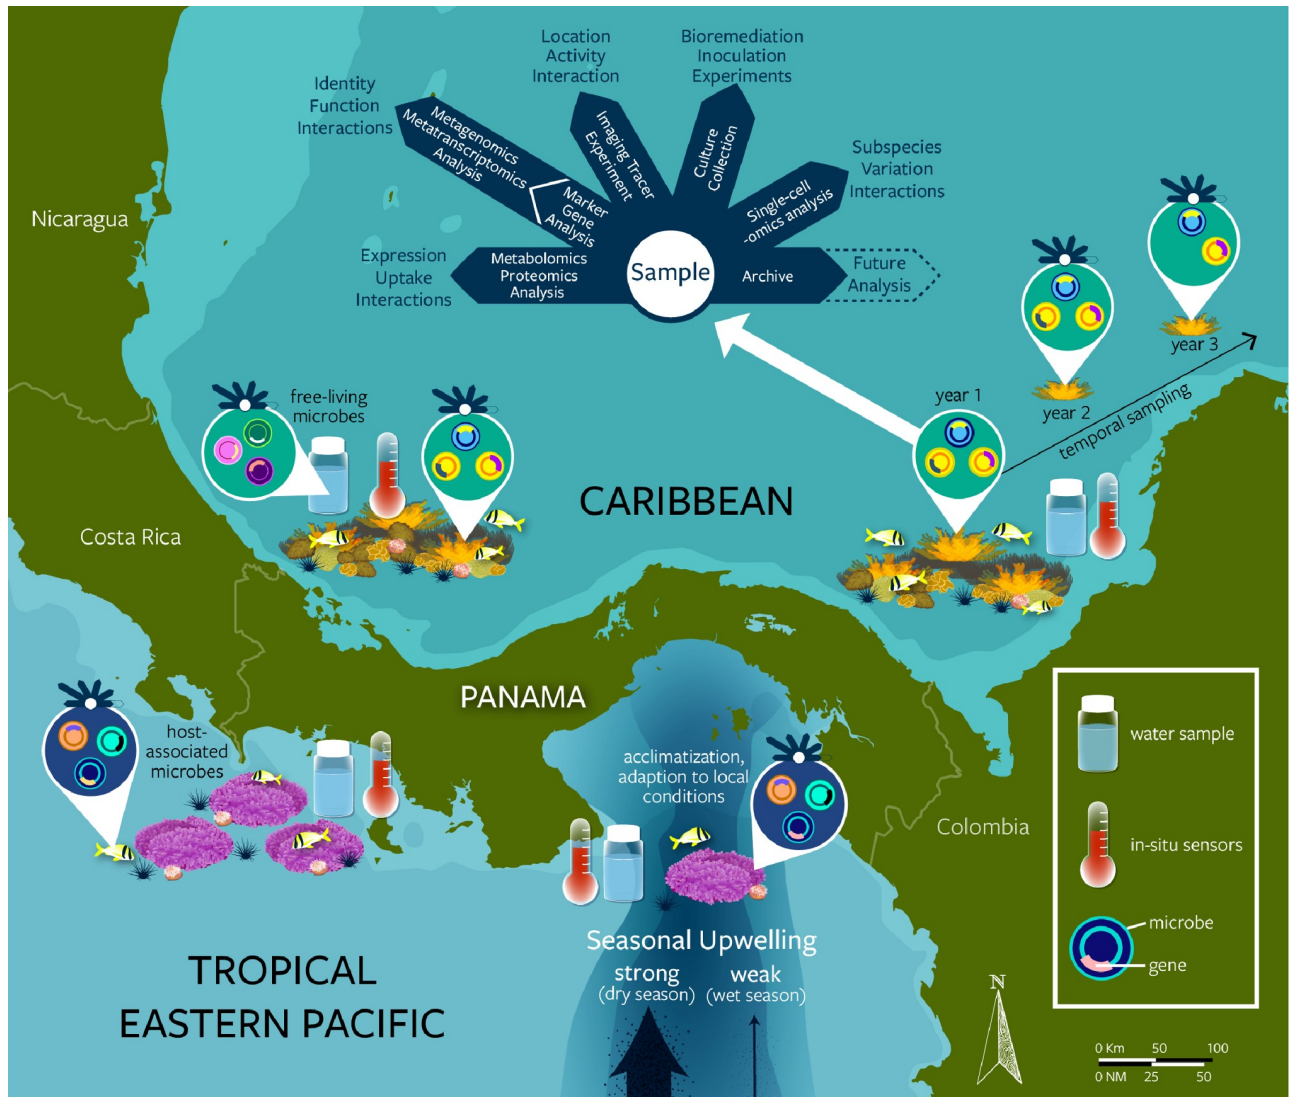 Location
Activity
Interaction
Bioremediation
Inoculation
Experiments
Identity
Function
Interactions
Metagenomics
Metatranscriptomics
Analysis
Marker
Gene
Analysis
Imaging Tracer
Experiment
Culture
Collection
Single-cell
-omics analysis
Subspecies
Variation
Interactions
Expression
Uptake
Interactions
Metabolomics
Proteomics
Analysis
Sample
Archive
Future
Analysis
Nicaragua
year 3
year 2
year 1
temporal sampling
free-living
microbes
CARIBBEAN
Costa Rica
PANAMA
host-
associated
microbes
acclimatization,
adaption to local
conditions
Colombia
water sample
in-situ sensors
microbe
gene
Seasonal Upwelling
strong
(dry season)
weak
(wet season)
TROPICAL
EASTERN PACIFIC
N
0 Km 50 100
0 NM 25 50